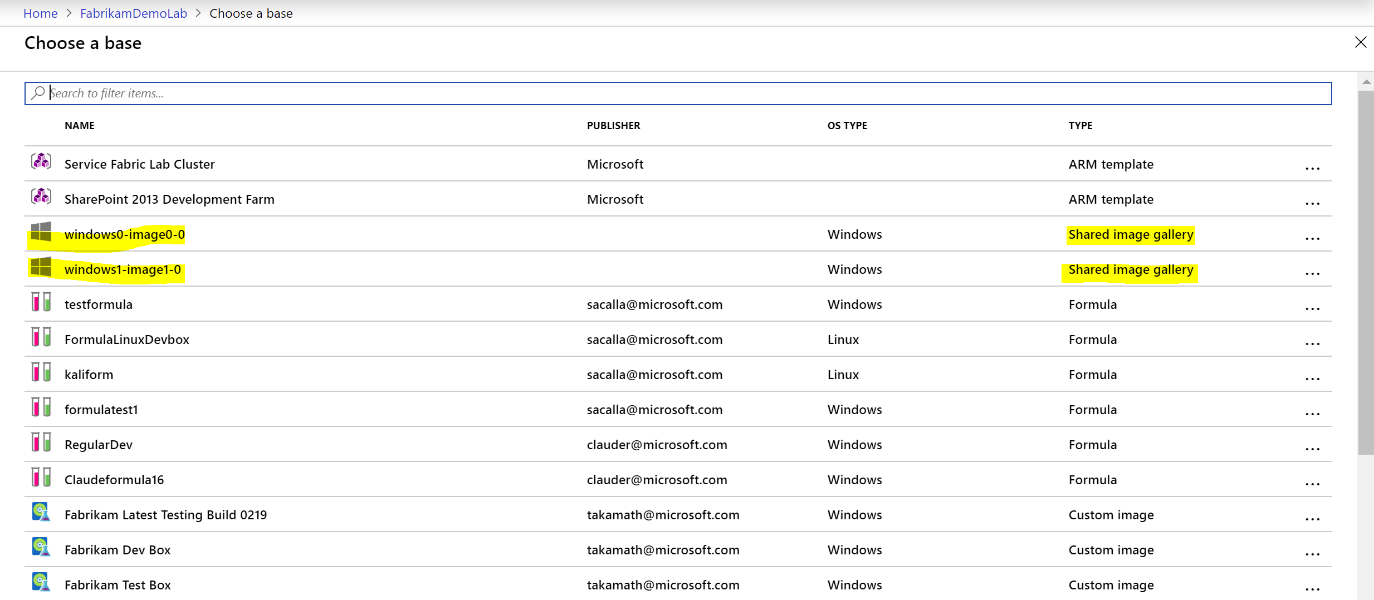 Home > FabrikamDemoLab > Choose a base
Choose a base
Search to filter items...
NAME PUBLISHER OS TYPE TYPE
Service Fabric Lab Cluster Microsoft ARM template ...
SharePoint 2013 Development Farm Microsoft ARM template ...
windows0-image0-0 Windows Shared image gallery ...
windows1-image1-0 Windows Shared image gallery ...
testformula sacalla@microsoft.com Windows Formula ...
FormulaLinuxDevbox sacalla@microsoft.com Linux Formula ...
kaliform sacalla@microsoft.com Linux Formula ...
formulatest1 sacalla@microsoft.com Windows Formula ...
RegularDev clauder@microsoft.com Windows Formula ...
Claudeformula16 clauder@microsoft.com Windows Formula ...
Fabrikam Latest Testing Build 0219 takamath@microsoft.com Windows Custom image ...
Fabrikam Dev Box takamath@microsoft.com Windows Custom image ...
Fabrikam Test Box takamath@microsoft.com Windows Custom image ...